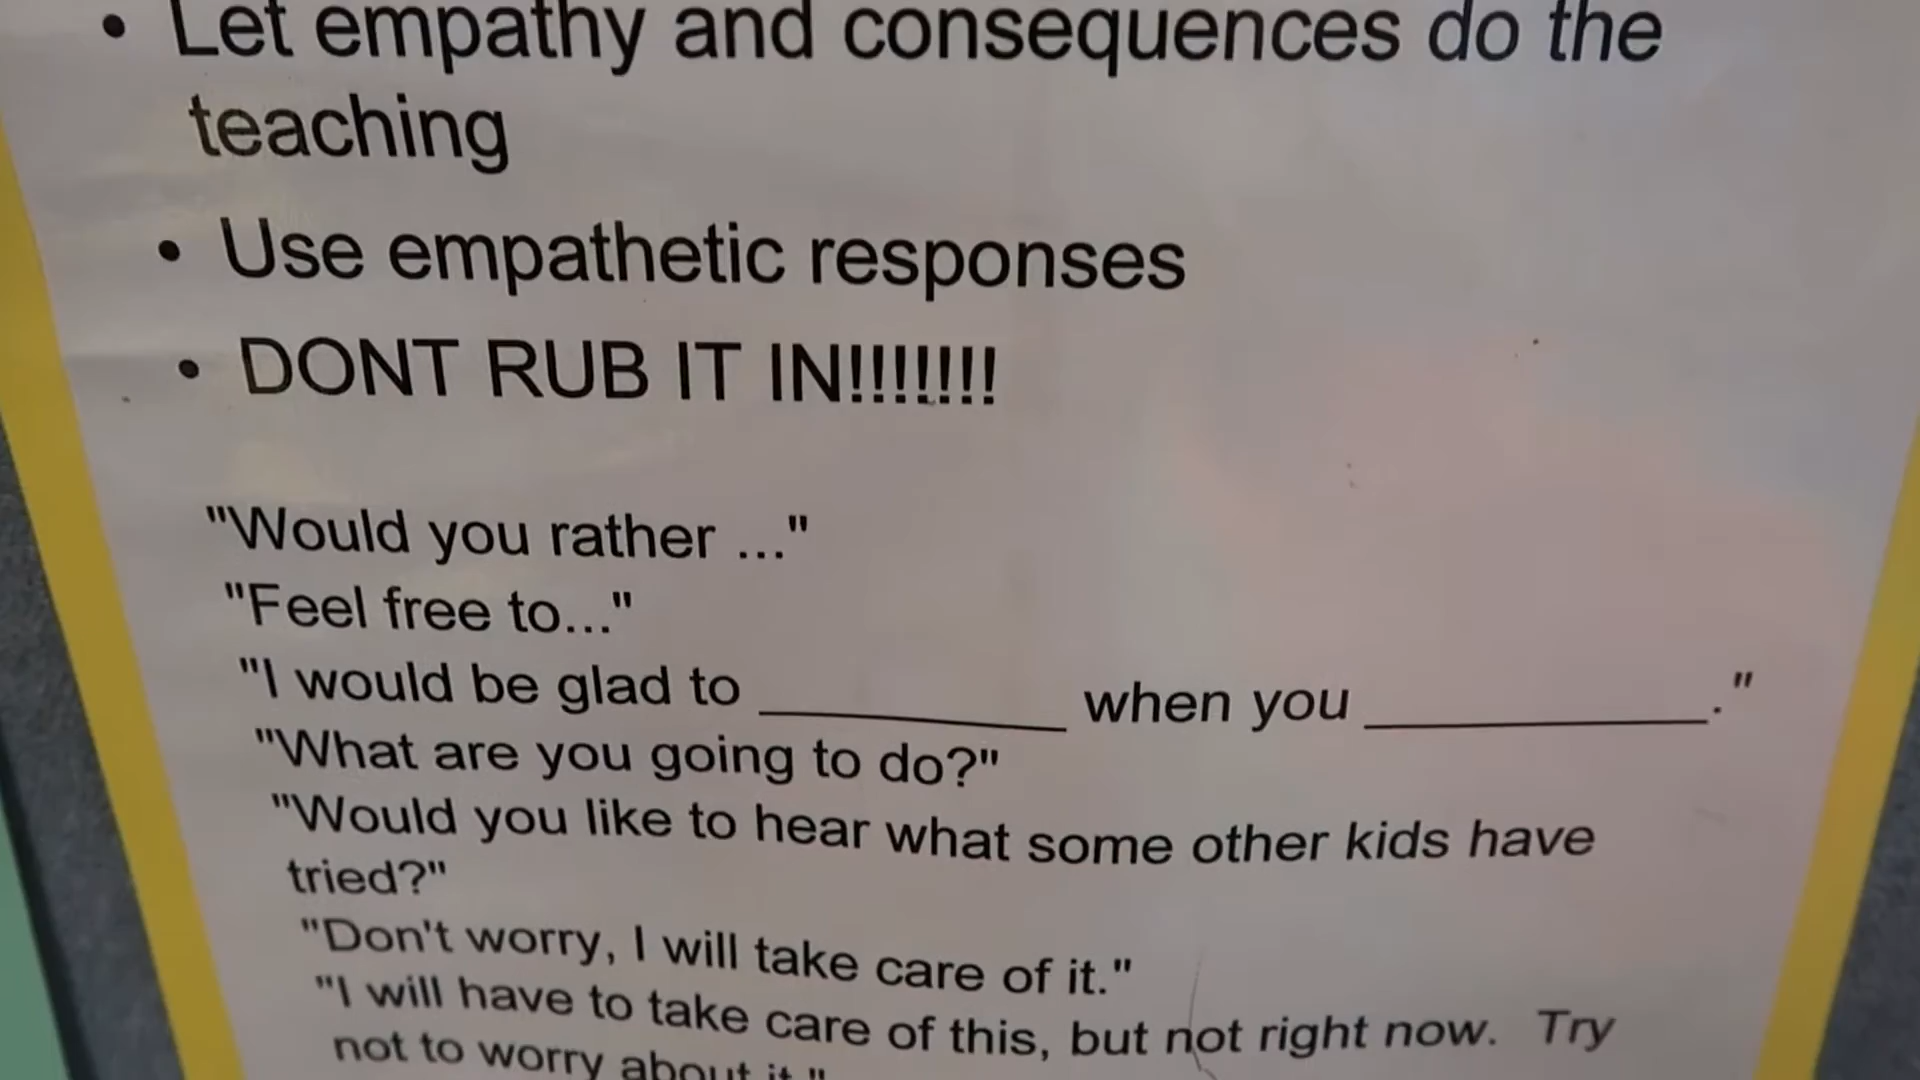 • Let empathy and consequences do the
teaching
• Use empathetic responses
• DONT RUB IT IN!!!!!!!
"Would you rather ..."
"Feel free to..."
"I would be glad to __________ when you ___________."
"What are you going to do?"
"Would you like to hear what some other kids have
tried?"
"Don't worry, I will take care of it."
"I will have to take care of this, but not right now. Try
not to worry about it."